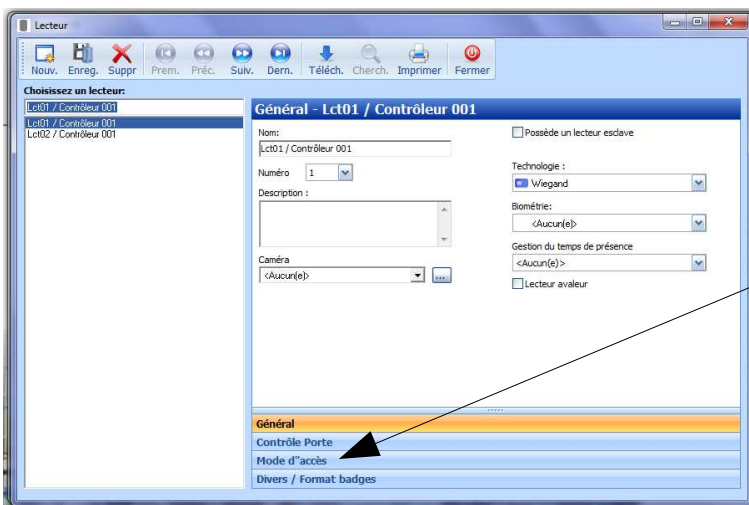 Lecteur
Nouv. Enreg. Suppr Prem. Préc. Suiv. Dern. Téléch. Cherch. Imprimer Fermer
Choisissez un lecteur:
Lct01 / Contrôleur 001
Lct01 / Contrôleur 001
Lct02 / Contrôleur 001
Général - Lct01 / Contrôleur 001
Nom:
Lct01 / Contrôleur 001
Numéro 1
Description :
Caméra
<Aucun(e)> ...
Possède un lecteur esclave
Technologie :
Wiegand
Biométrie:
<Aucun(e)>
Gestion du temps de présence
<Aucun(e)>
Lecteur avaleur
Général
Contrôle Porte
Mode d"accès
Divers / Format badges